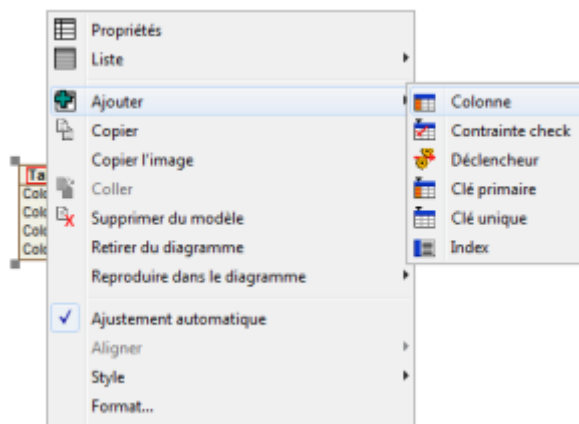 Propriétés
Liste
Ajouter
Copier
Copier l'image
Coller
Supprimer du modèle
Retirer du diagramme
Reproduire dans le diagramme
Ajustement automatique
Aligner
Style
Format...
Colonne
Contrainte check
Déclencheur
Clé primaire
Clé unique
Index